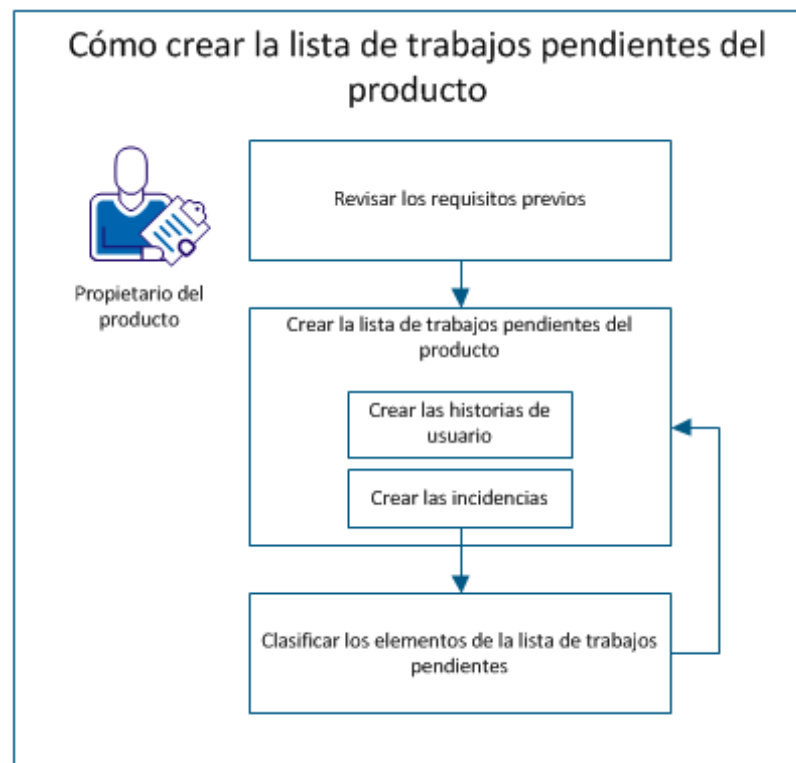 Cómo crear la lista de trabajos pendientes del
producto
Revisar los requisitos previos
Propietario del
producto
Crear la lista de trabajos pendientes del
producto
Crear las historias de
usuario
Crear las incidencias
Clasificar los elementos de la lista de trabajos
pendientes